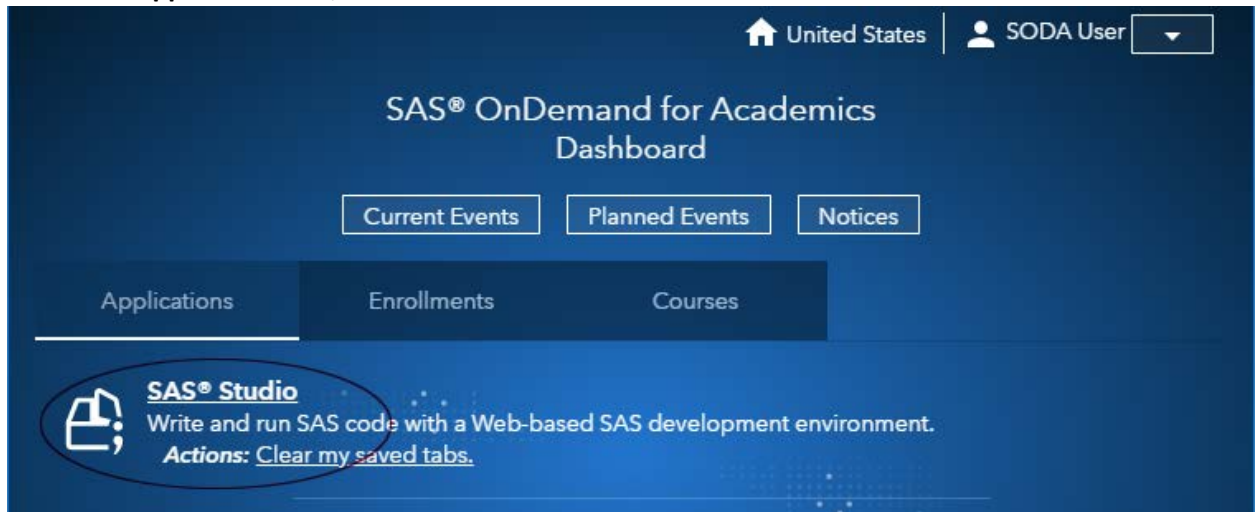 United States SODA User
SAS® OnDemand for Academics
Dashboard
Current Events Planned Events Notices
Applications Enrollments Courses
SAS® Studio
Write and run SAS code with a Web-based SAS development environment.
Actions: Clear my saved tabs.